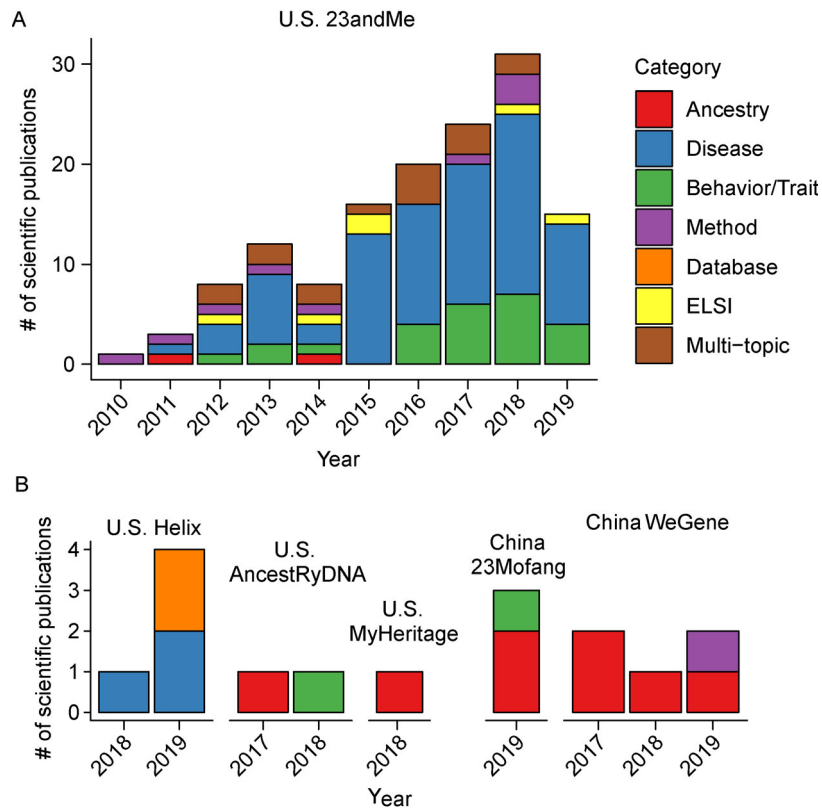 A
U.S. 23andMe
# of scientific publications
30
20
10
0
2010
2011
2012
2013
2014
2015
2016
2017
2018
2019
Year
Category
Ancestry
Disease
Behavior/Trait
Method
Database
ELSI
Multi-topic
B
# of scientific publications
4
3
2
1
0
U.S. Helix
2018
2019
U.S.
AncestRyDNA
2017
2018
U.S.
MyHeritage
2018
China
23Mofang
2019
China WeGene
2017
2018
2019
Year